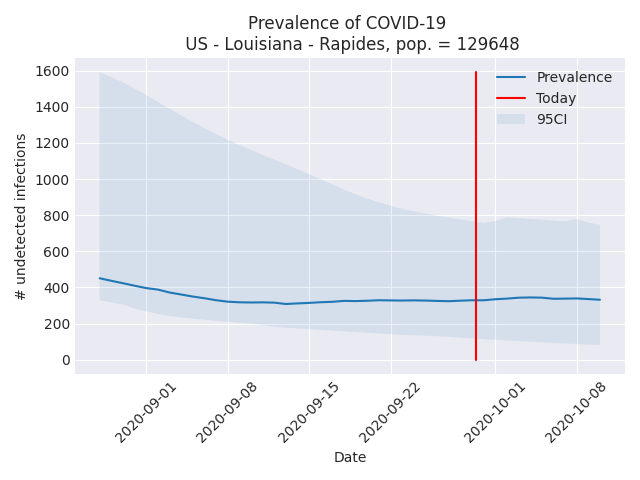 Prevalence of COVID-19
US - Louisiana - Rapides, pop. = 129648
1600
1400
1200
1000
800
600
400
200
0
# undetected infections
Prevalence
Today
95CI
2020-09-01
2020-09-08
2020-09-15
2020-09-22
2020-10-01
2020-10-08
Date